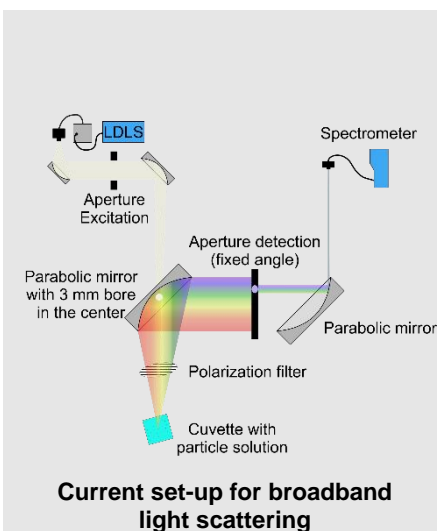 LDLS
Spectrometer
Aperture
Excitation
Aperture detection
(fixed angle)
Parabolic mirror
with 3 mm bore
in the center
Parabolic mirror
Polarization filter
Cuvette with
particle solution
Current set-up for broadband
light scattering